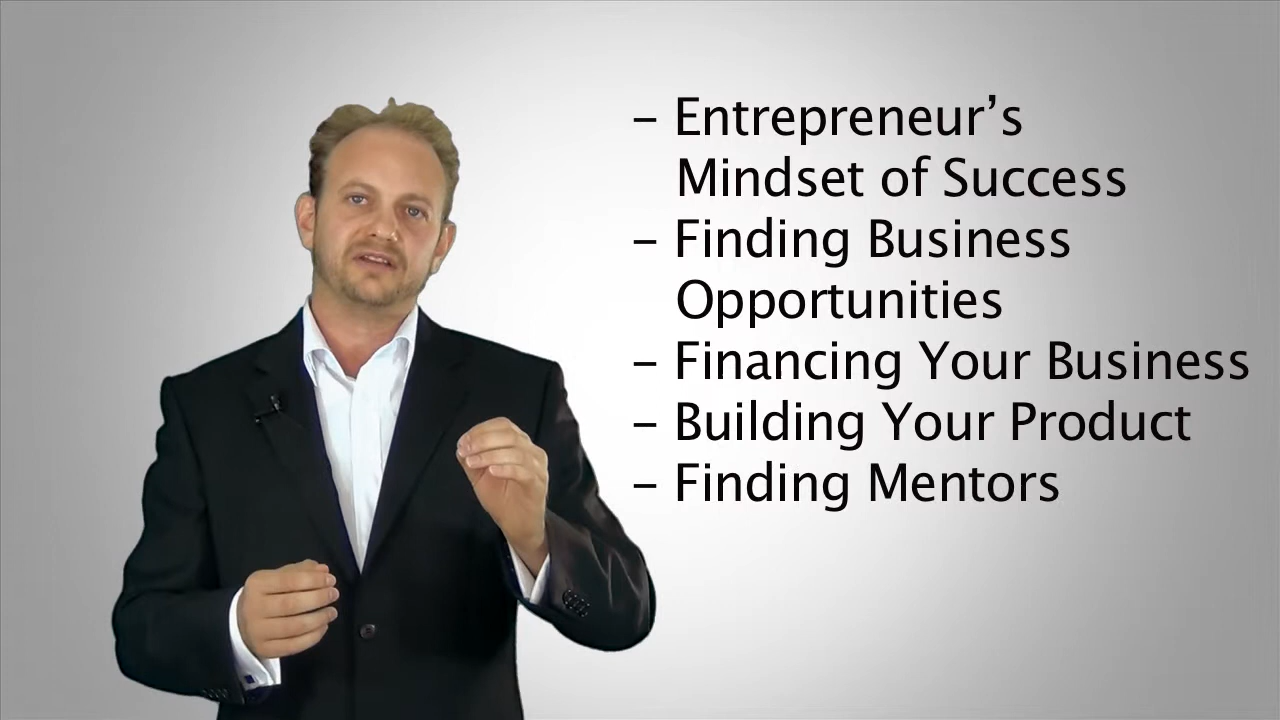 – Entrepreneur’s
Mindset of Success
– Finding Business
Opportunities
– Financing Your Business
– Building Your Product
– Finding Mentors